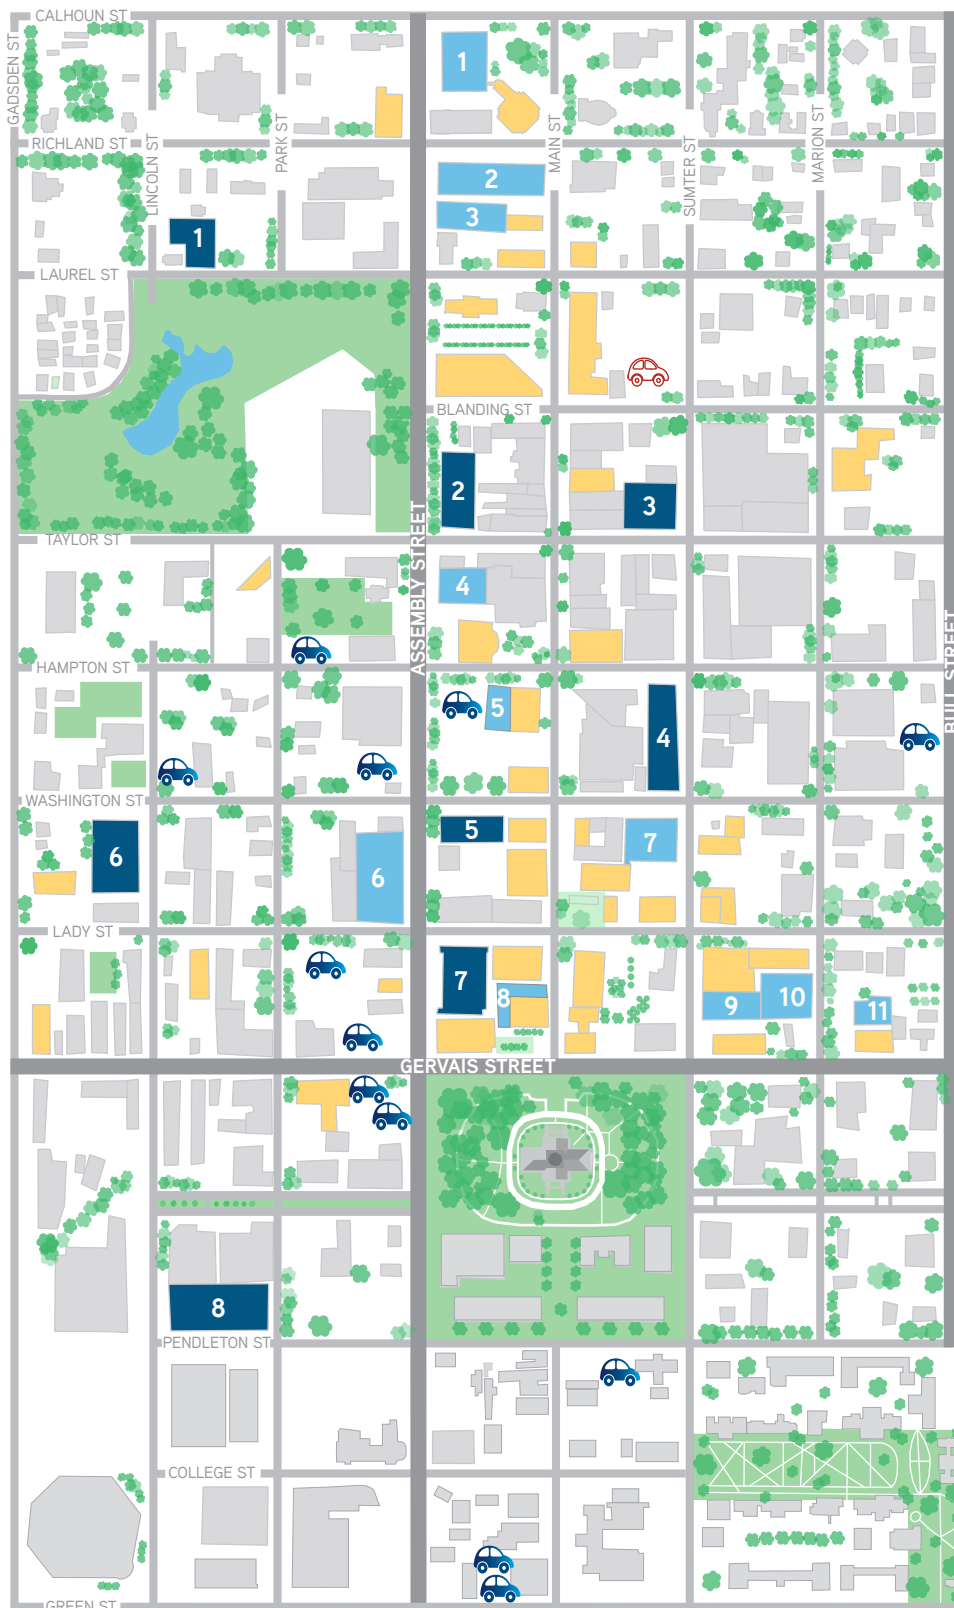 CALHOUN ST
GADSDEN ST
1
RICHLAND ST
LINCOLN ST
PARK ST
MAIN ST
SUMTER ST
MARION ST
2
3
1
LAUREL ST
BLANDING ST
2
3
TAYLOR ST
ASSEMBLY STREET
4
BULL STREET
HAMPTON ST
5
4
WASHINGTON ST
5
6
6
7
LADY ST
7
8
9
10
11
GERVAIS STREET
8
PENDLETON ST
COLLEGE ST
GREEN ST